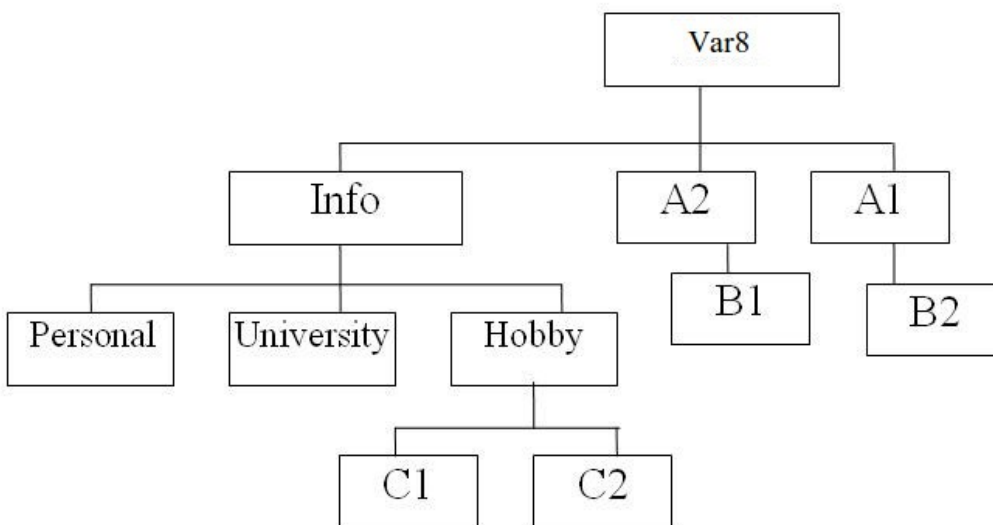 Var8
Info
A2
A1
B1
B2
Personal
University
Hobby
C1
C2